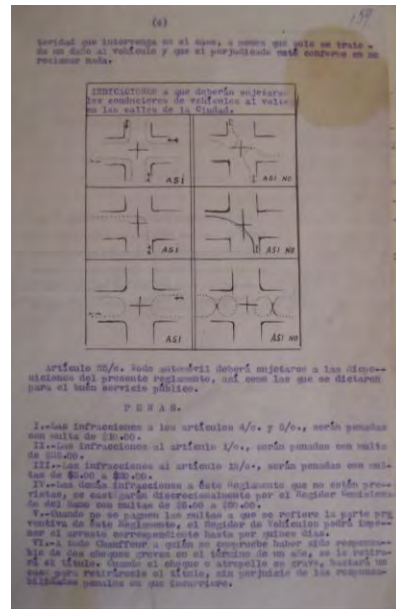 (6)
159
toridad que intervenga en el caso, a menos que solo se trate
de un daño al vehículo y que el perjudicado esté conforme en no
reclamar nada.
INDICACIONES a que deberán sujetarse
los conductores de vehículos al
en las calles de la Ciudad.
ASI
ASI NO
ASI
ASI NO
ASI
ASI NO
Artículo /o. Todo automóvil deberá sujetarse a las dispo--
siciones del presente reglamento, así como las que se dictaren
para el buen servicio público.
P E N A S.
I.--Las infracciones a los artículos 4/o. y 6/o., serán penadas
con multa de
II.--Las infracciones al artículo 1/o., serán penadas con multa
de
III.--Las infracciones al artículo 12/o., serán penadas con mul-
tas de $5.00 a
IV.--Las demás infracciones a éste Reglamento que no estén pre-
vistas, se castigarán discrecionalmente por el Regidor
del Ramo con multas de
V.--Cuando no se paguen las multas a que se refiere la parte pre
ventiva de éste Reglamento, el Regidor de Vehículos podrá impo-
ner el arresto correspondiente hasta por quince días.
VI.--A todo Chauffeur a quién se compruebe haber sido responsa-
ble de dos choques graves en el término de un año, se le retira-
rá el título. Cuando el choque o atropello es grave, bastará un
caso para retirársele el título, sin perjuicio de las responsa-
bilidades penales en que incurriere.